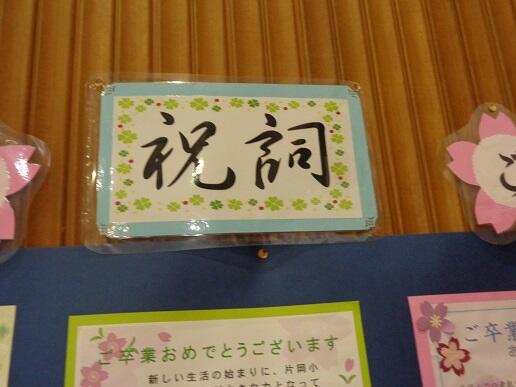 祝詞
ご
ご卒業おめでとうございます
新しい生活の始まりに、片岡小
ご卒業